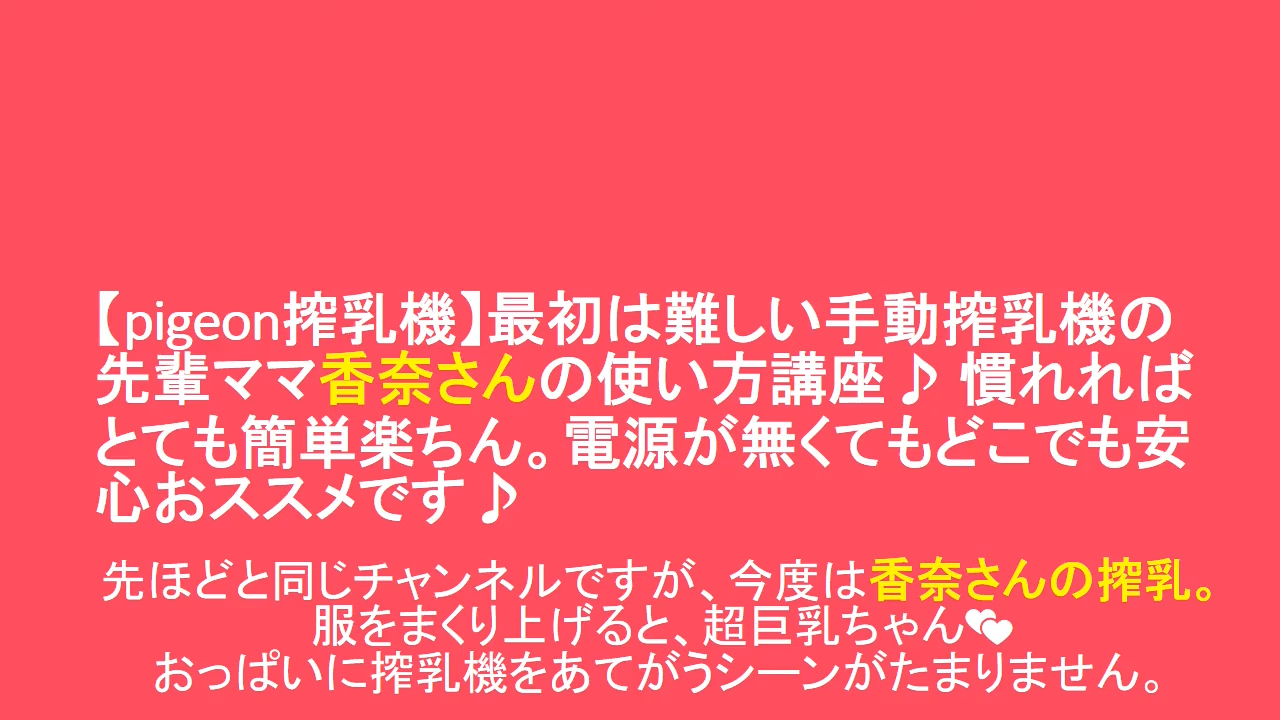 【pigeon搾乳機】最初は難しい手動搾乳機の
先輩ママ香奈さんの使い方講座♪ 慣れれば
とても簡単楽ちん。電源が無くてもどこでも安
心おススメです♪
先ほどと同じチャンネルですが、今度は香奈さんの搾乳。
服をまくり上げると、超巨乳ちゃん💕
おっぱいに搾乳機をあてがうシーンがたまりません。